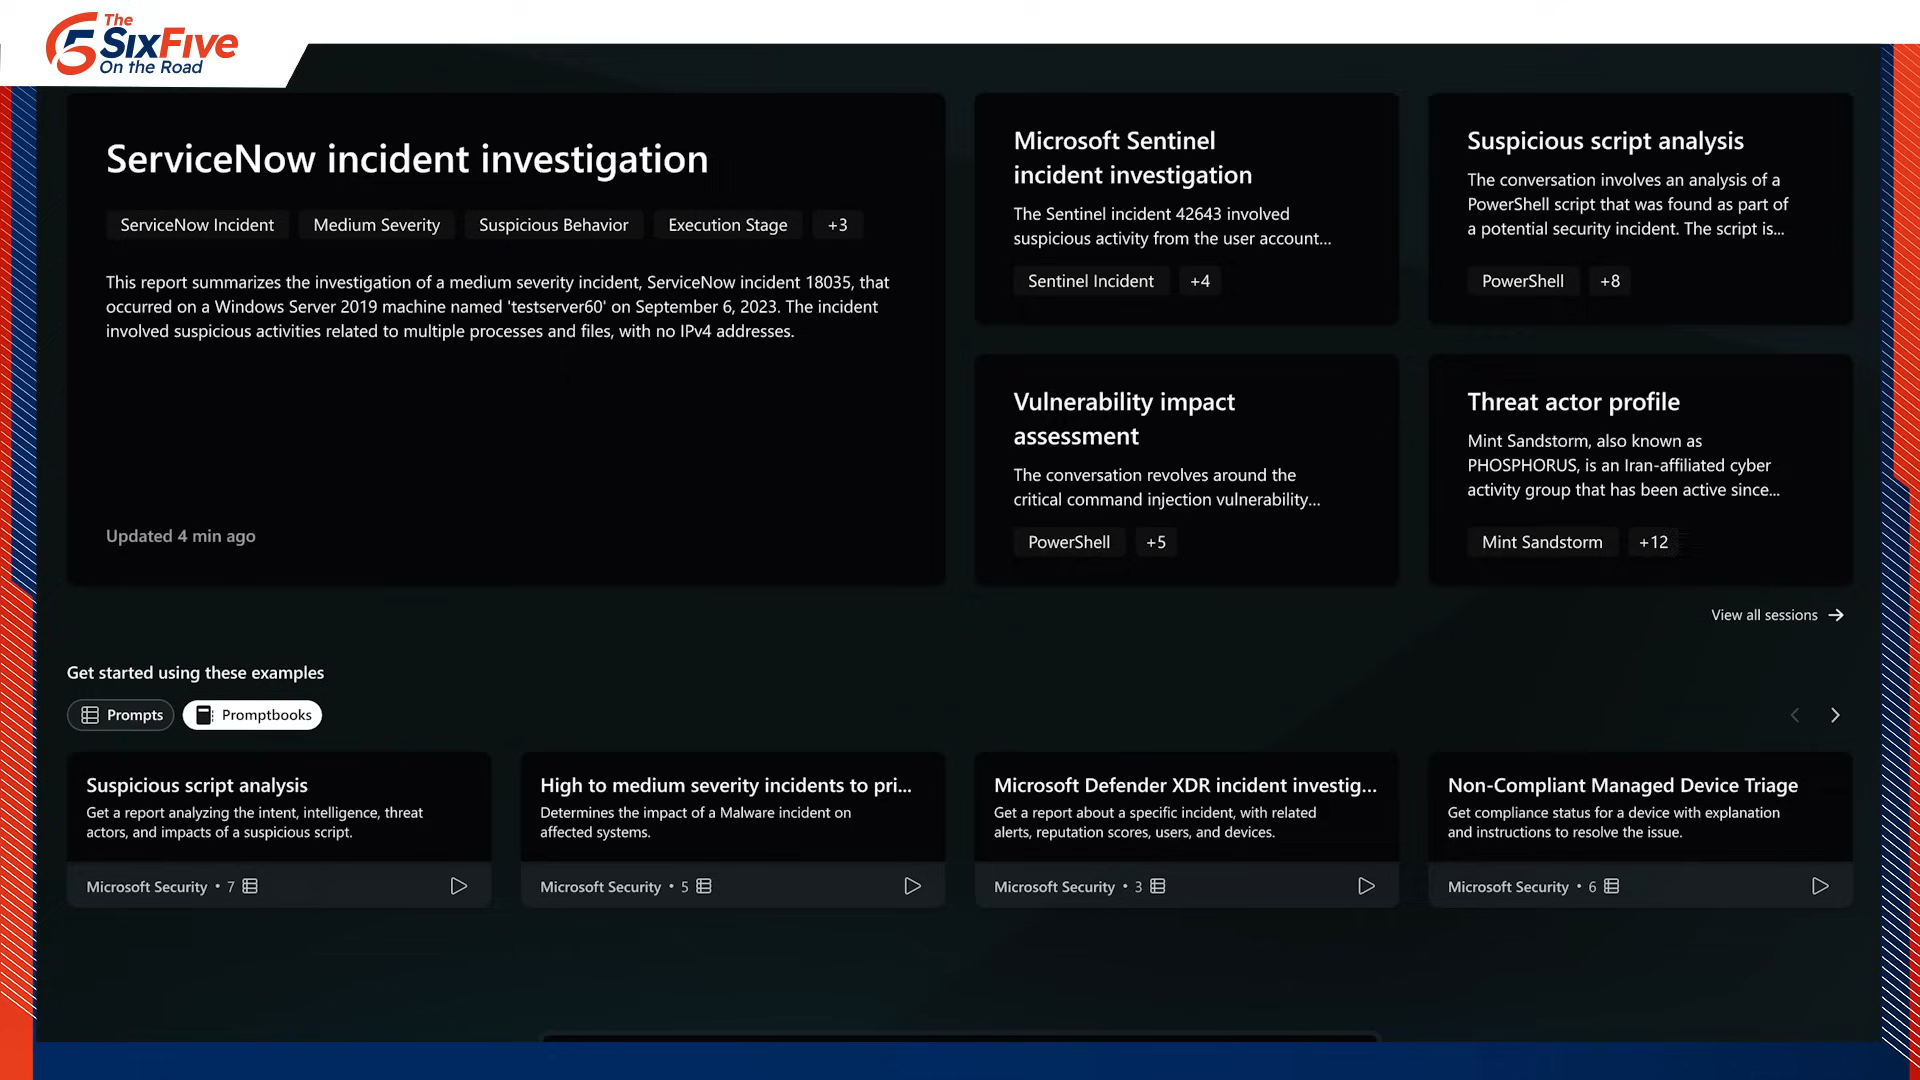 The
SixFive
On the Road
ServiceNow incident investigation
ServiceNow Incident
Medium Severity
Suspicious Behavior
Execution Stage
+3
This report summarizes the investigation of a medium severity incident, ServiceNow incident 18035, that
occurred on a Windows Server 2019 machine named 'testserver60' on September 6, 2023. The incident
involved suspicious activities related to multiple processes and files, with no IPv4 addresses.
Updated 4 min ago
Microsoft Sentinel
incident investigation
The Sentinel incident 42643 involved
suspicious activity from the user account...
Sentinel Incident
+4
Suspicious script analysis
The conversation involves an analysis of a
PowerShell script that was found as part of
a potential security incident. The script is...
PowerShell
+8
Vulnerability impact
assessment
The conversation revolves around the
critical command injection vulnerability...
PowerShell
+5
Threat actor profile
Mint Sandstorm, also known as
PHOSPHORUS, is an Iran-affiliated cyber
activity group that has been active since...
Mint Sandstorm
+12
View all sessions
Get started using these examples
Prompts
Promptbooks
Suspicious script analysis
Get a report analyzing the intent, intelligence, threat
actors, and impacts of a suspicious script.
Microsoft Security • 7
High to medium severity incidents to pri...
Determines the impact of a Malware incident on
affected systems.
Microsoft Security • 5
Microsoft Defender XDR incident investig...
Get a report about a specific incident, with related
alerts, reputation scores, users, and devices.
Microsoft Security • 3
Non-Compliant Managed Device Triage
Get compliance status for a device with explanation
and instructions to resolve the issue.
Microsoft Security • 6